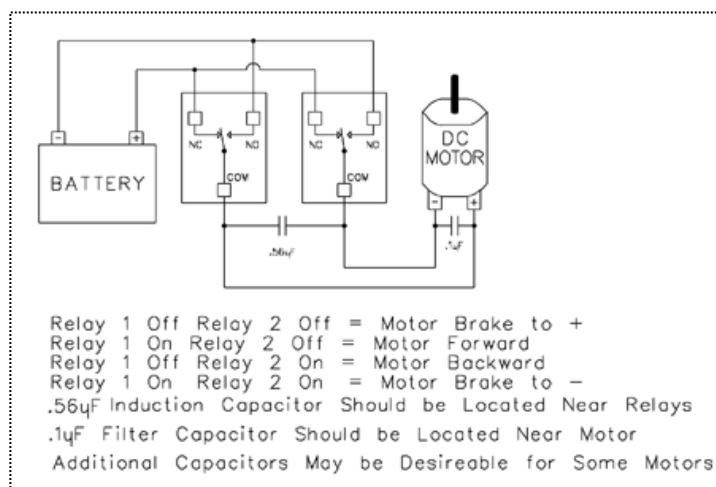 - +
BATTERY
NC NO
COM
NC NO
COM
DC
MOTOR
- +
.56uF
.1uF
Relay 1 Off Relay 2 Off = Motor Brake to +
Relay 1 On Relay 2 Off = Motor Forward
Relay 1 Off Relay 2 On = Motor Backward
Relay 1 On Relay 2 On = Motor Brake to -
.56uF Induction Capacitor Should be Located Near Relays
.1uF Filter Capacitor Should be Located Near Motor
Additional Capacitors May be Desireable for Some Motors